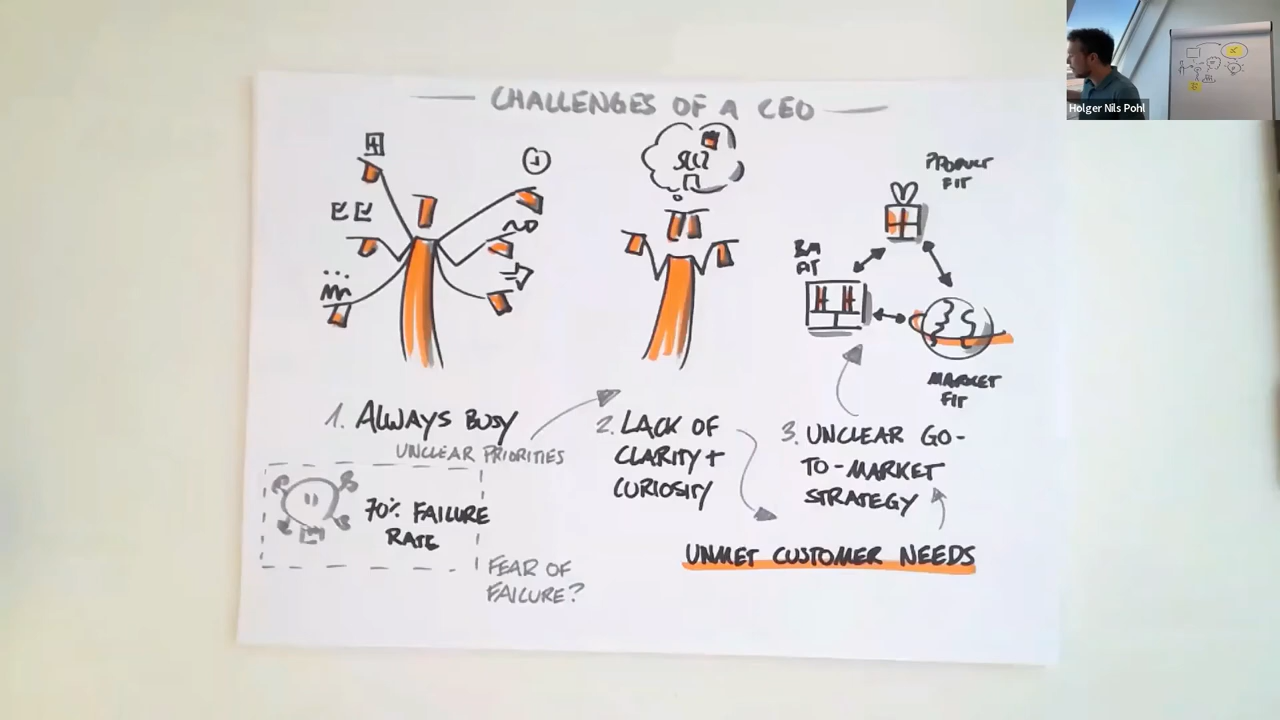 CHALLENGES OF A CEO
PRODUCT
FIT
MARKET
FIT
1. ALWAYS BUSY
UNCLEAR PRIORITIES
2. LACK OF
CLARITY +
CURIOSITY
3. UNCLEAR GO-
TO-MARKET
STRATEGY
70% FAILURE
RATE
FEAR OF
FAILURE?
UNMET CUSTOMER NEEDS
Holger Nils Pohl